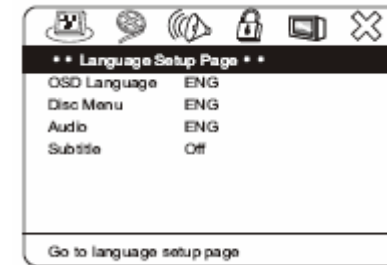 • • Language Setup Page • •
OSD Language ENG
Disc Menu ENG
Audio ENG
Subtitle Off
Go to language setup page